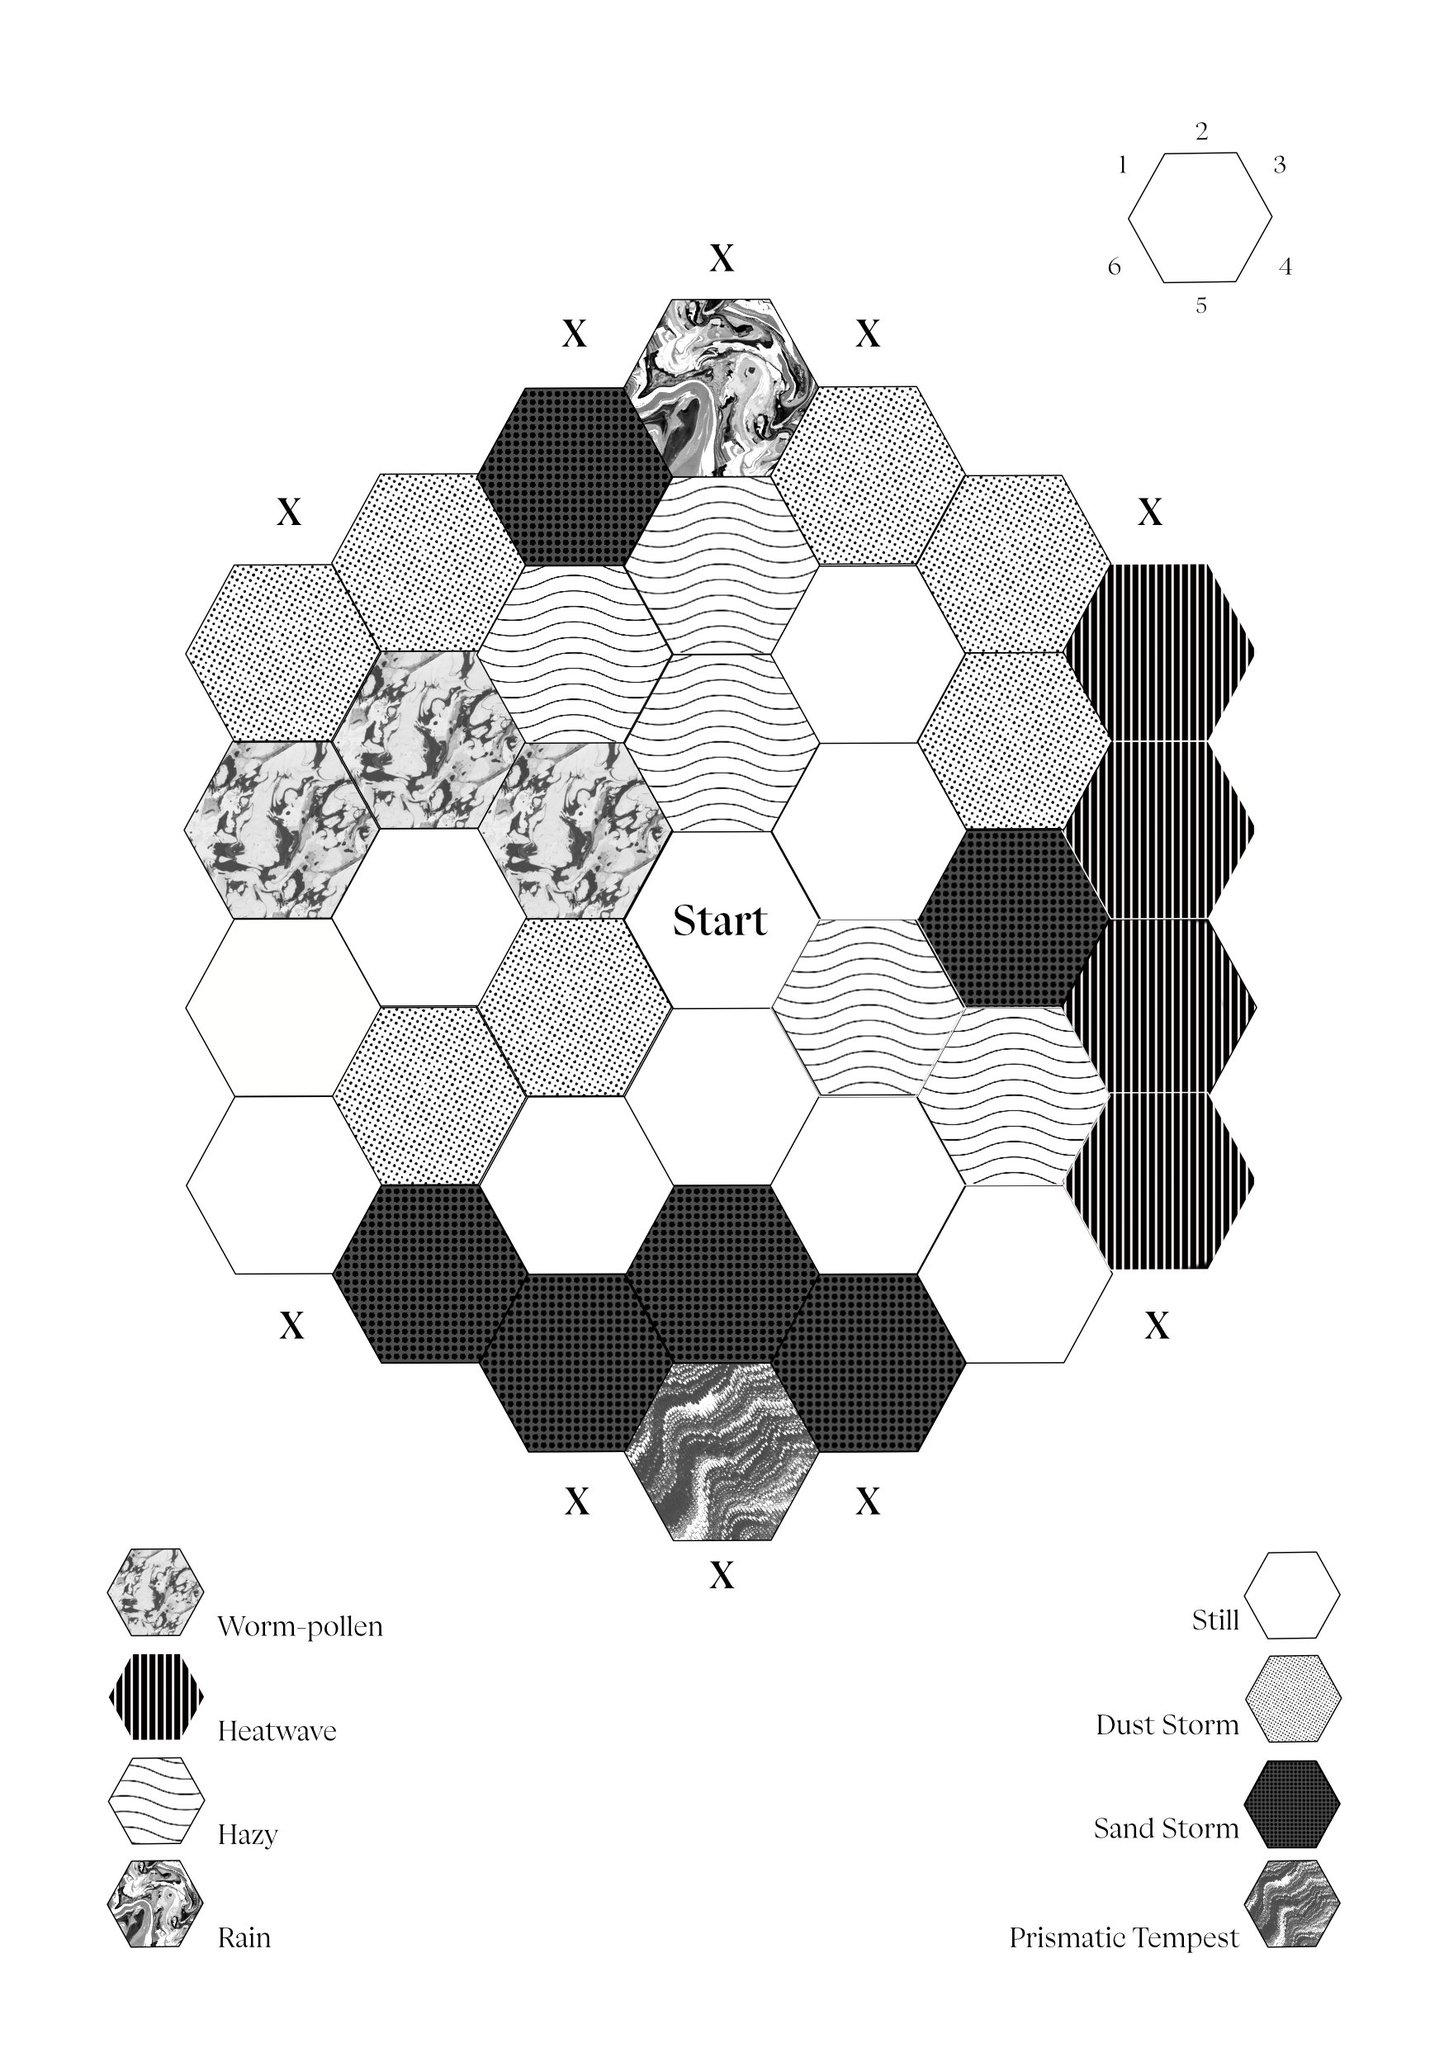 2
1
3
6
4
5
X
X
X
X
X
Start
X
X
X
X
X
Worm-pollen
Heatwave
Hazy
Rain
Still
Dust Storm
Sand Storm
Prismatic Tempest